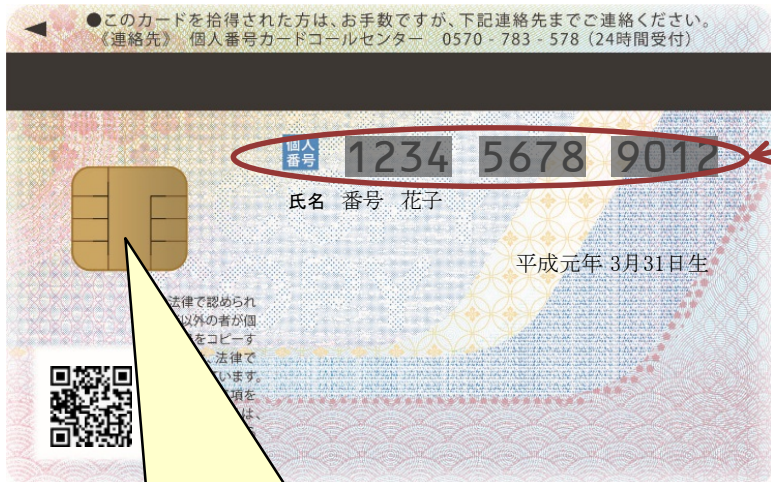 ●このカードを拾得された方は、お手数ですが、下記連絡先までご連絡ください。
《連絡先》 個人番号カードコールセンター 0570 - 783 - 578 (24時間受付)
個人番号 1234 5678 9012
氏名 番号 花子
平成元年 3月31日生
法律で認められ
以外の者が個
をコピーす
法律で
います。
項を
は、